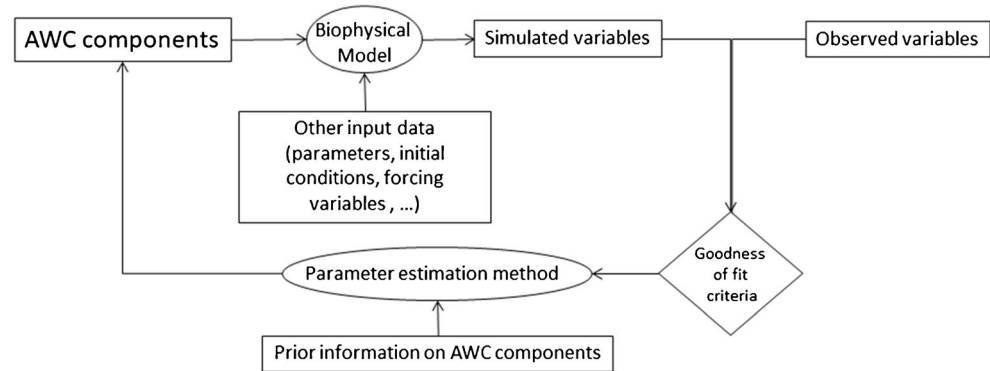 AWC components
Biophysical
Model
Simulated variables
Observed variables
Other input data
(parameters, initial
conditions, forcing
variables , ...)
Goodness
of fit
criteria
Parameter estimation method
Prior information on AWC components